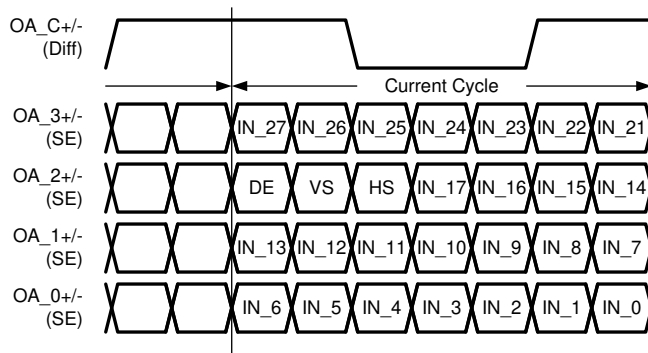 OA_C+/-
(Diff)
Current Cycle
OA_3+/-
(SE)
IN_27 IN_26 IN_25 IN_24 IN_23 IN_22 IN_21
OA_2+/-
(SE)
DE VS HS IN_17 IN_16 IN_15 IN_14
OA_1+/-
(SE)
IN_13 IN_12 IN_11 IN_10 IN_9 IN_8 IN_7
OA_0+/-
(SE)
IN_6 IN_5 IN_4 IN_3 IN_2 IN_1 IN_0